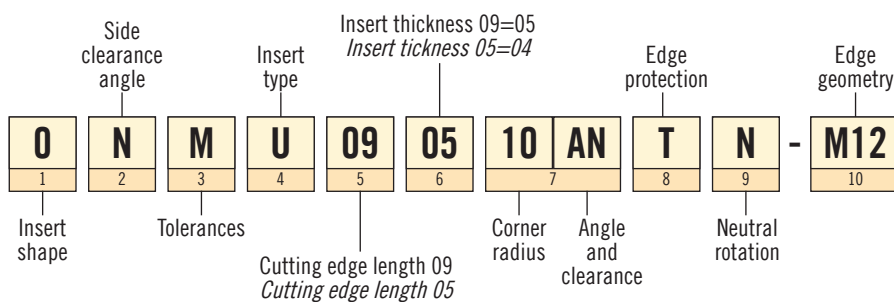 Insert thickness 09=05
Insert tickness 05=04
Side
clearance
angle
Insert
type
Edge
protection
Edge
geometry
O N M U 09 05 10 AN T N - M12
1 2 3 4 5 6 7 8 9 10
Insert
shape
Tolerances
Cutting edge length 09
Cutting edge length 05
Corner
radius
Angle
and
clearance
Neutral
rotation